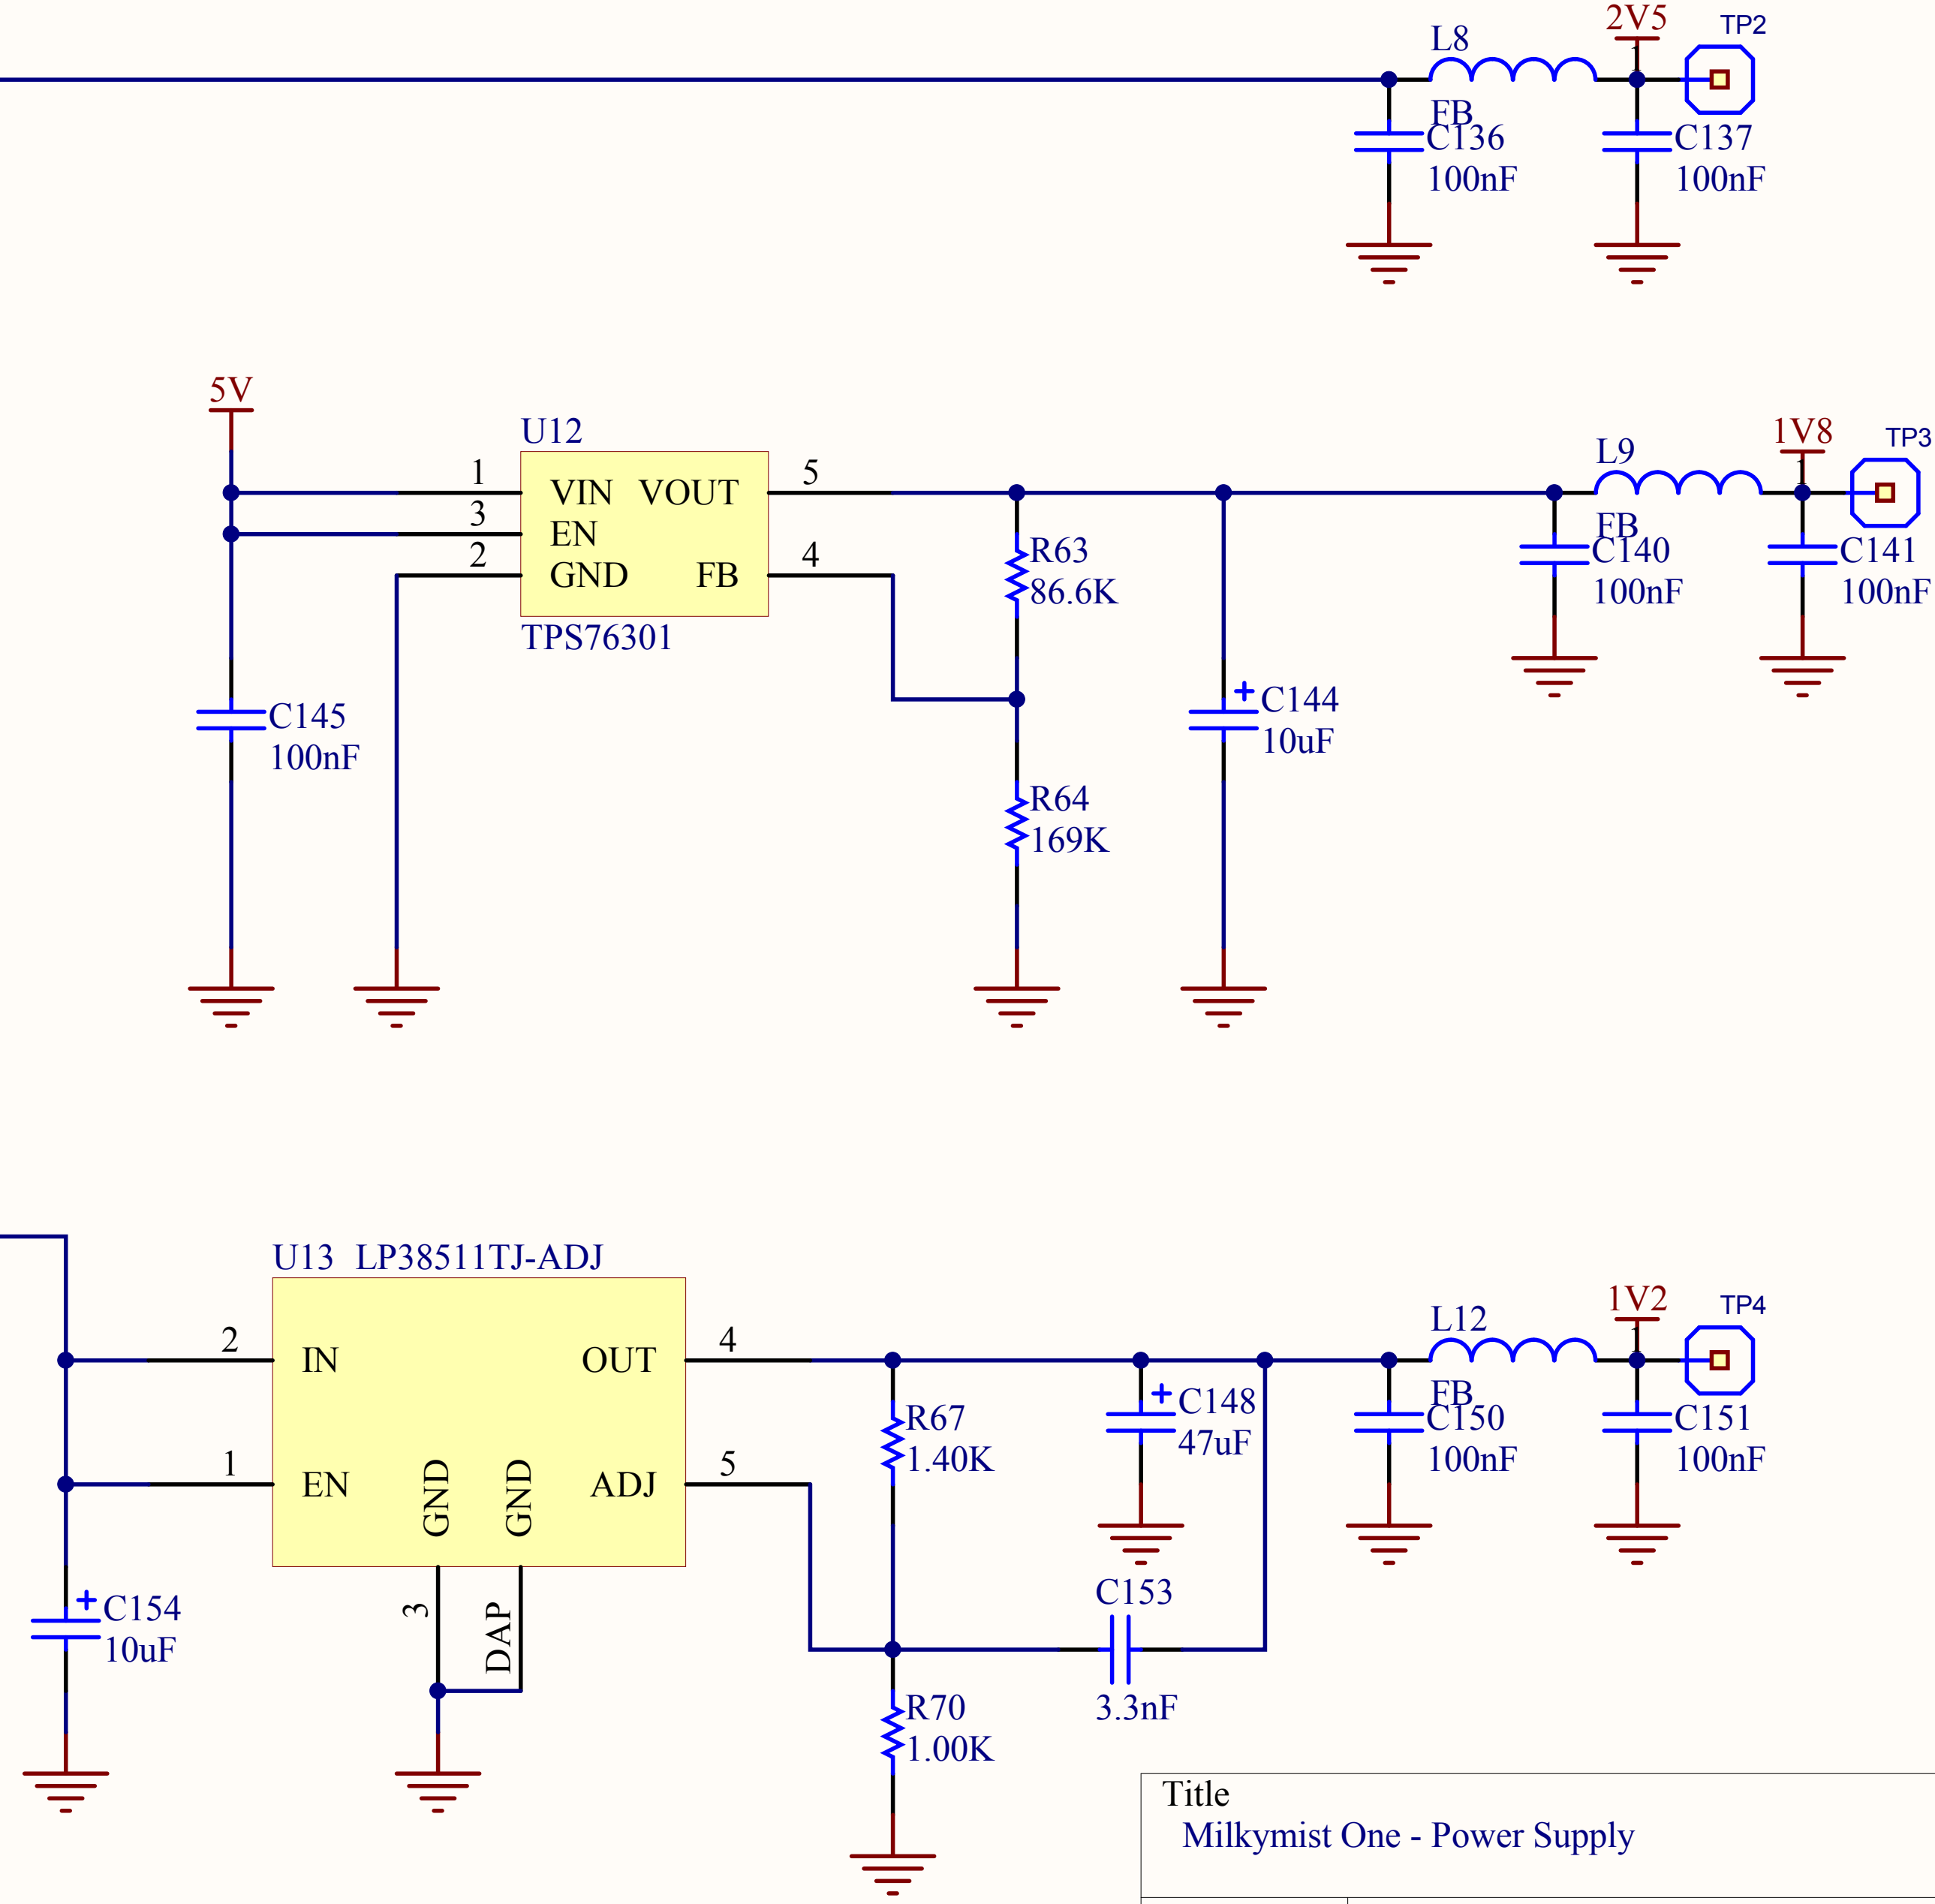 2V5
TP2
L8
1
FB
C136
100nF
C137
100nF
5V
U12
1
VIN
VOUT
5
3
EN
2
GND
FB
4
TPS76301
R63
86.6K
L9
1V8
TP3
1
FB
C140
100nF
C141
100nF
C145
100nF
C144
10uF
R64
169K
U13 LP38511TJ-ADJ
2
IN
OUT
4
1
EN
GND
GND
ADJ
5
3
DAP
R67
1.40K
C148
47uF
L12
1V2
TP4
1
FB
C150
100nF
C151
100nF
C154
10uF
C153
3.3nF
R70
1.00K
Title
Milkymist One - Power Supply